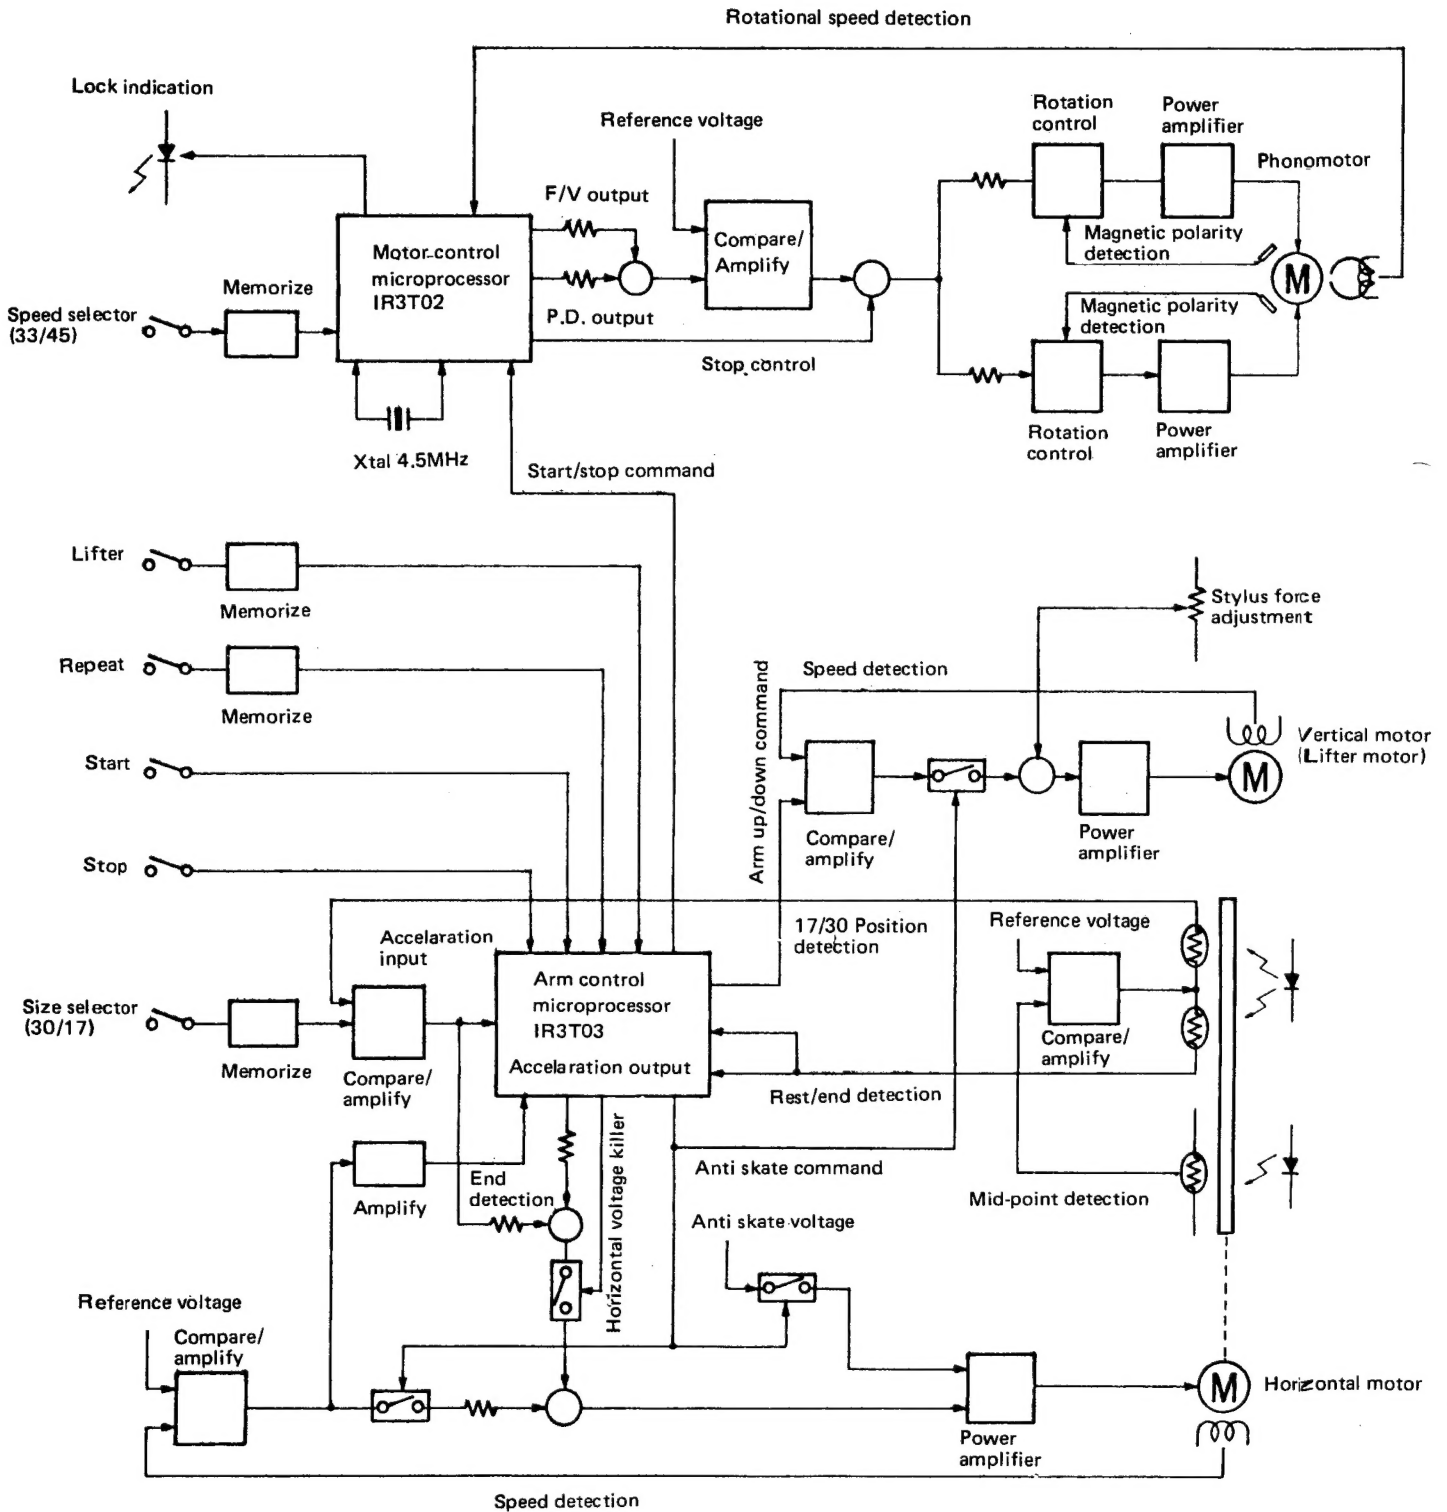 Rotational speed detection
Lock indication
Reference voltage
Rotation
control
Power
amplifier
Phonomotor
F/V output
Motor control
microprocessor
IR3T02
Compare/
Amplify
Magnetic polarity
detection
M
Memorize
Speed selector
(33/45)
P.D. output
Magnetic polarity
detection
Stop control
Rotation
control
Power
amplifier
Xtal 4.5MHz
Start/stop command
Lifter
Memorize
Stylus force
adjustment
Repeat
Memorize
Speed detection
Arm up/down command
Vertical motor
(Lifter motor)
M
Start
Compare/
amplify
Power
amplifier
Stop
17/30 Position
detection
Reference voltage
Accelaration
input
Arm control
microprocessor
IR3T03
Accelaration output
Size selector
(30/17)
Memorize
Compare/
amplify
Compare/
amplify
Rest/end detection
Horizontal voltage killer
Anti skate command
Mid-point detection
End
detection
Amplify
Anti skate voltage
Reference voltage
Compare/
amplify
M
Horizontal motor
Power
amplifier
Speed detection